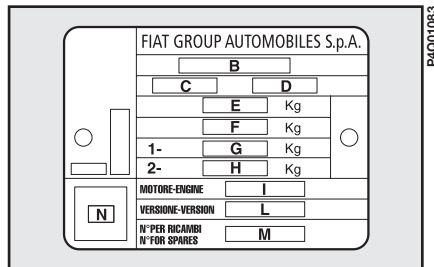 FIAT GROUP AUTOMOBILES S.p.A.
B
C D
E Kg
F Kg
1- G Kg
2- H Kg
MOTORE-ENGINE I
VERSIONE-VERSION L
N°PER RICAMBI
N°FOR SPARES M
N
P4Q01083